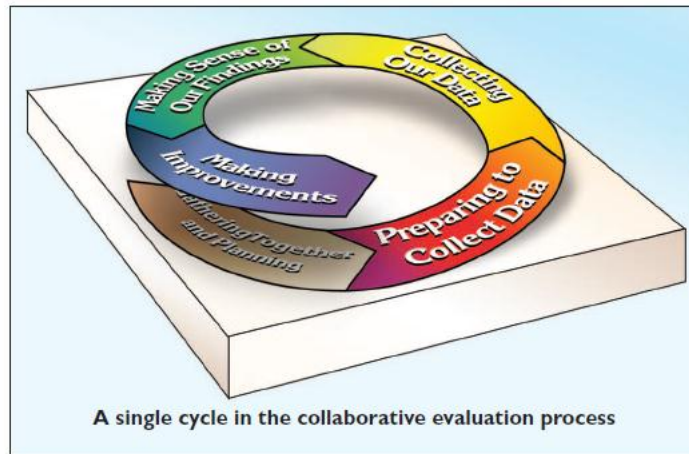 Making Sense of
Our Findings
Collecting
Our Data
Making
Improvements
Preparing to
Collect Data
Gathering Together
and Planning
A single cycle in the collaborative evaluation process